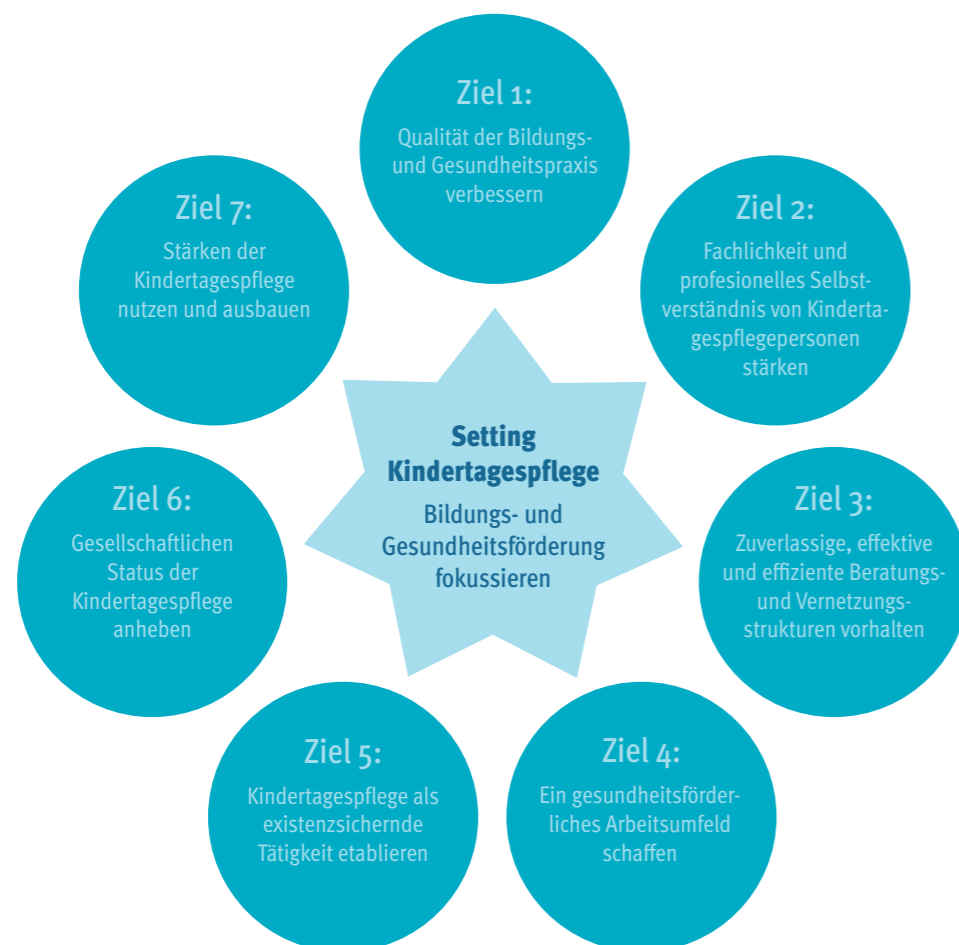 Ziel 1:
Qualität der Bildungs-
und Gesundheitspraxis
verbessern
Ziel 2:
Fachlichkeit und
profesionelles Selbst-
verständnis von Kinderta-
gespflegepersonen
stärken
Ziel 3:
Zuverlassige, effektive
und effiziente Beratungs-
und Vernetzungs-
strukturen vorhalten
Ziel 4:
Ein gesundheitsförder-
liches Arbeitsumfeld
schaffen
Ziel 5:
Kindertagespflege als
existenzsichernde
Tätigkeit etablieren
Ziel 6:
Gesellschaftlichen
Status der
Kindertagespflege
anheben
Ziel 7:
Stärken der
Kindertagespflege
nutzen und ausbauen
Setting
Kindertagespflege
Bildungs- und
Gesundheitsförderung
fokussieren